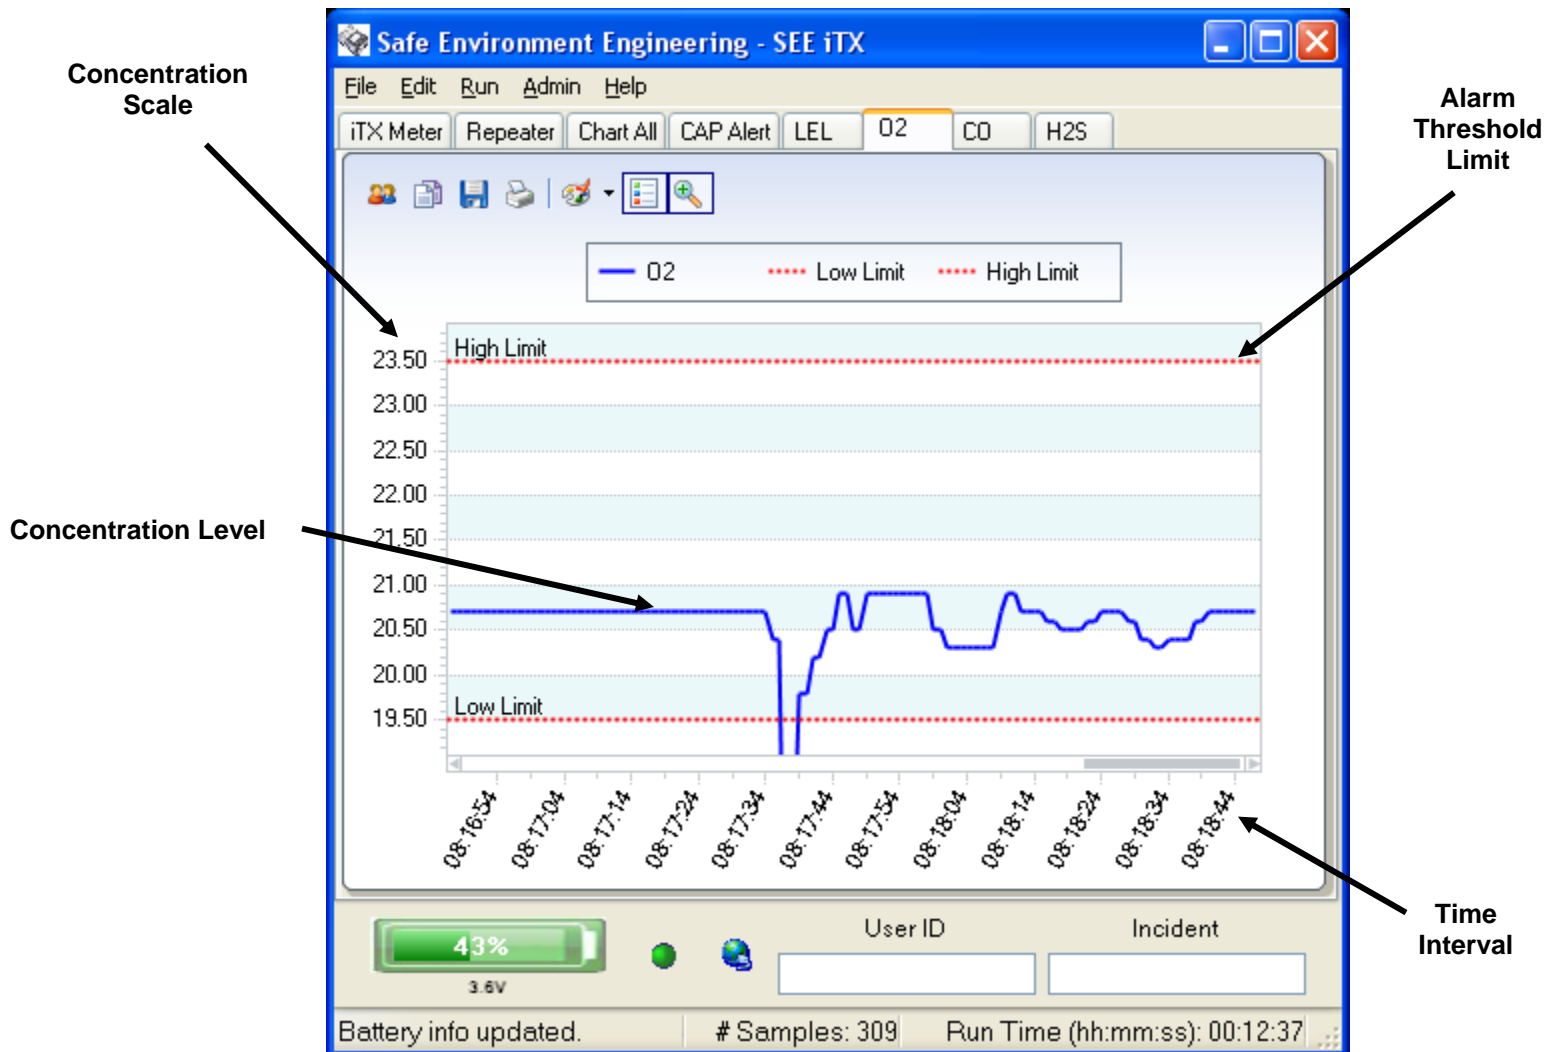 Safe Environment Engineering - SEE iTX
File Edit Run Admin Help
iTX Meter Repeater Chart All CAP Alert LEL O2 CO H2S
Concentration
Scale
Alarm
Threshold
Limit
O2 Low Limit High Limit
High Limit
23.50
23.00
22.50
22.00
21.50
21.00
20.50
20.00
19.50
Low Limit
Concentration Level
08:16:54 08:17:04 08:17:14 08:17:24 08:17:34 08:17:44 08:17:54 08:18:04 08:18:14 08:18:24 08:18:34 08:18:44
Time
Interval
43%
3.6V
User ID Incident
Battery info updated. # Samples: 309 Run Time (hh:mm:ss): 00:12:37